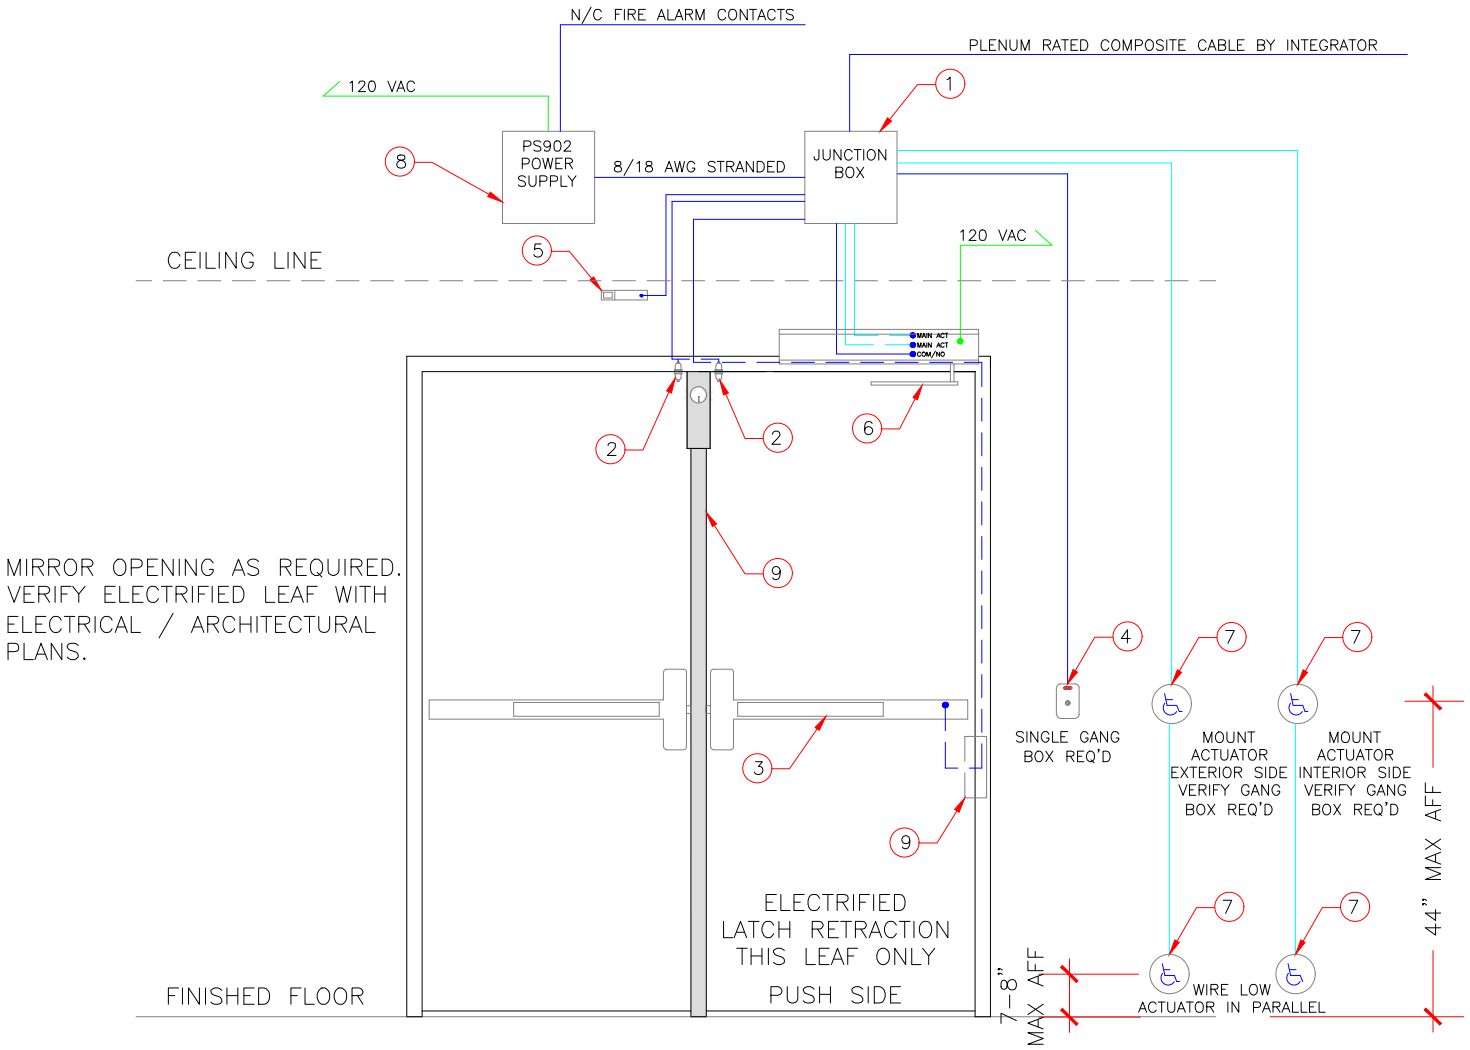 N/C FIRE ALARM CONTACTS
PLENUM RATED COMPOSITE CABLE BY INTEGRATOR
120 VAC
1
PS902
POWER
SUPPLY
8
8/18 AWG STRANDED
JUNCTION
BOX
5
120 VAC
CEILING LINE
MAIN ACT
MAIN ACT
COM/NO
2
2
6
9
MIRROR OPENING AS REQUIRED.
VERIFY ELECTRIFIED LEAF WITH
ELECTRICAL / ARCHITECTURAL
PLANS.
4
7
7
3
SINGLE GANG
BOX REQ'D
MOUNT
ACTUATOR
EXTERIOR SIDE
VERIFY GANG
BOX REQ'D
MOUNT
ACTUATOR
INTERIOR SIDE
VERIFY GANG
BOX REQ'D
44" MAX AFF
9
ELECTRIFIED
LATCH RETRACTION
THIS LEAF ONLY
PUSH SIDE
7
7
7-8"
MAX AFF
WIRE LOW
ACTUATOR IN PARALLEL
FINISHED FLOOR